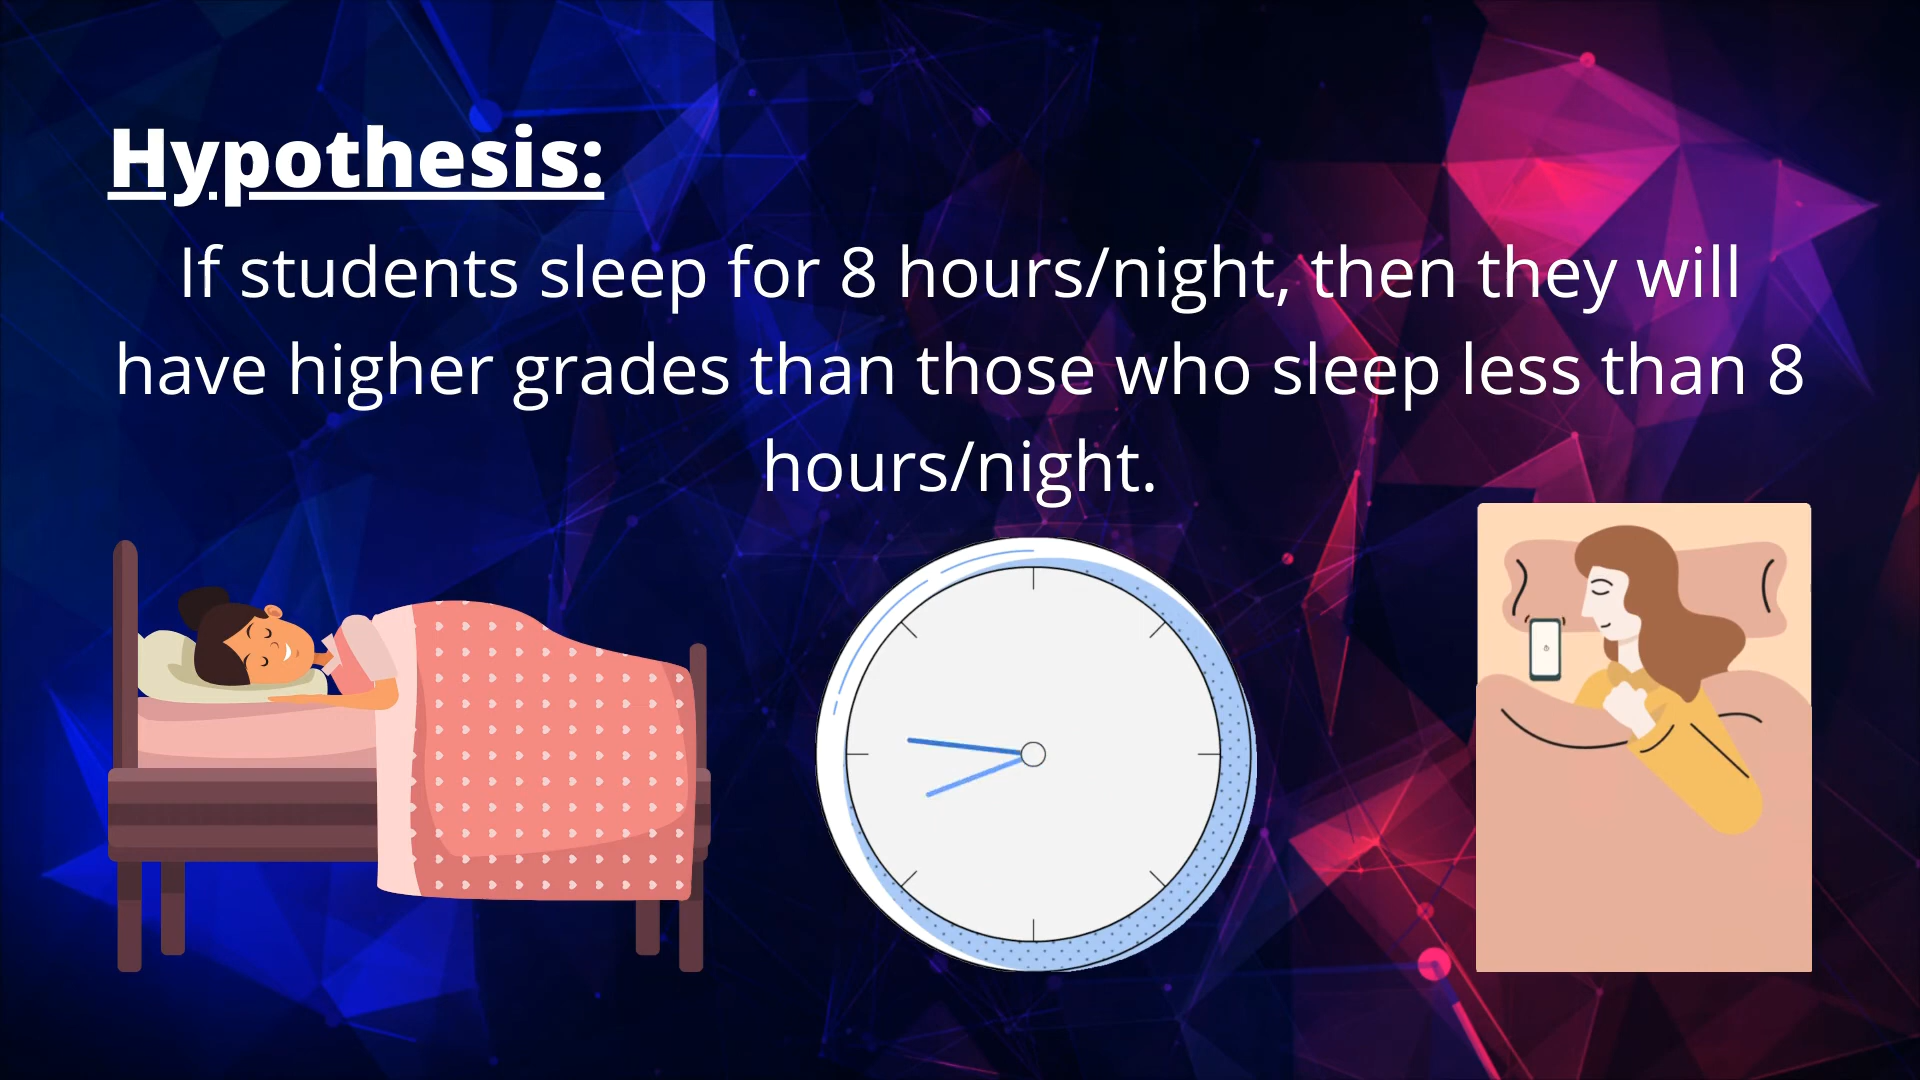 Hypothesis:
If students sleep for 8 hours/night, then they will
have higher grades than those who sleep less than 8
hours/night.